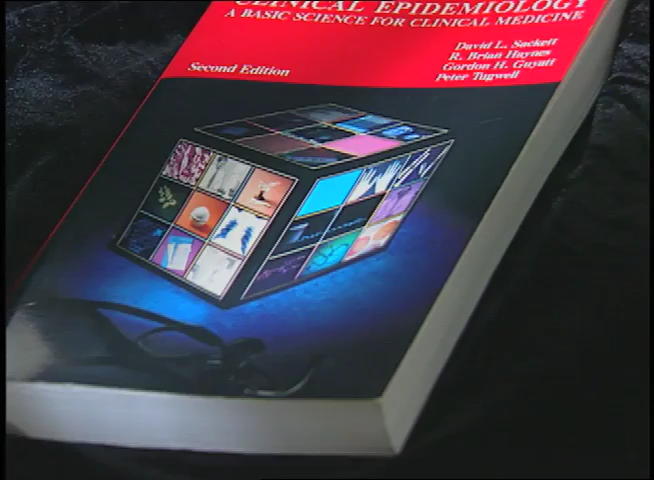 CLINICAL EPIDEMIOLOGY
A BASIC SCIENCE FOR CLINICAL MEDICINE
Second Edition
David L. Sackett
R. Brian Haynes
Gordon H. Guyatt
Peter Tugwell